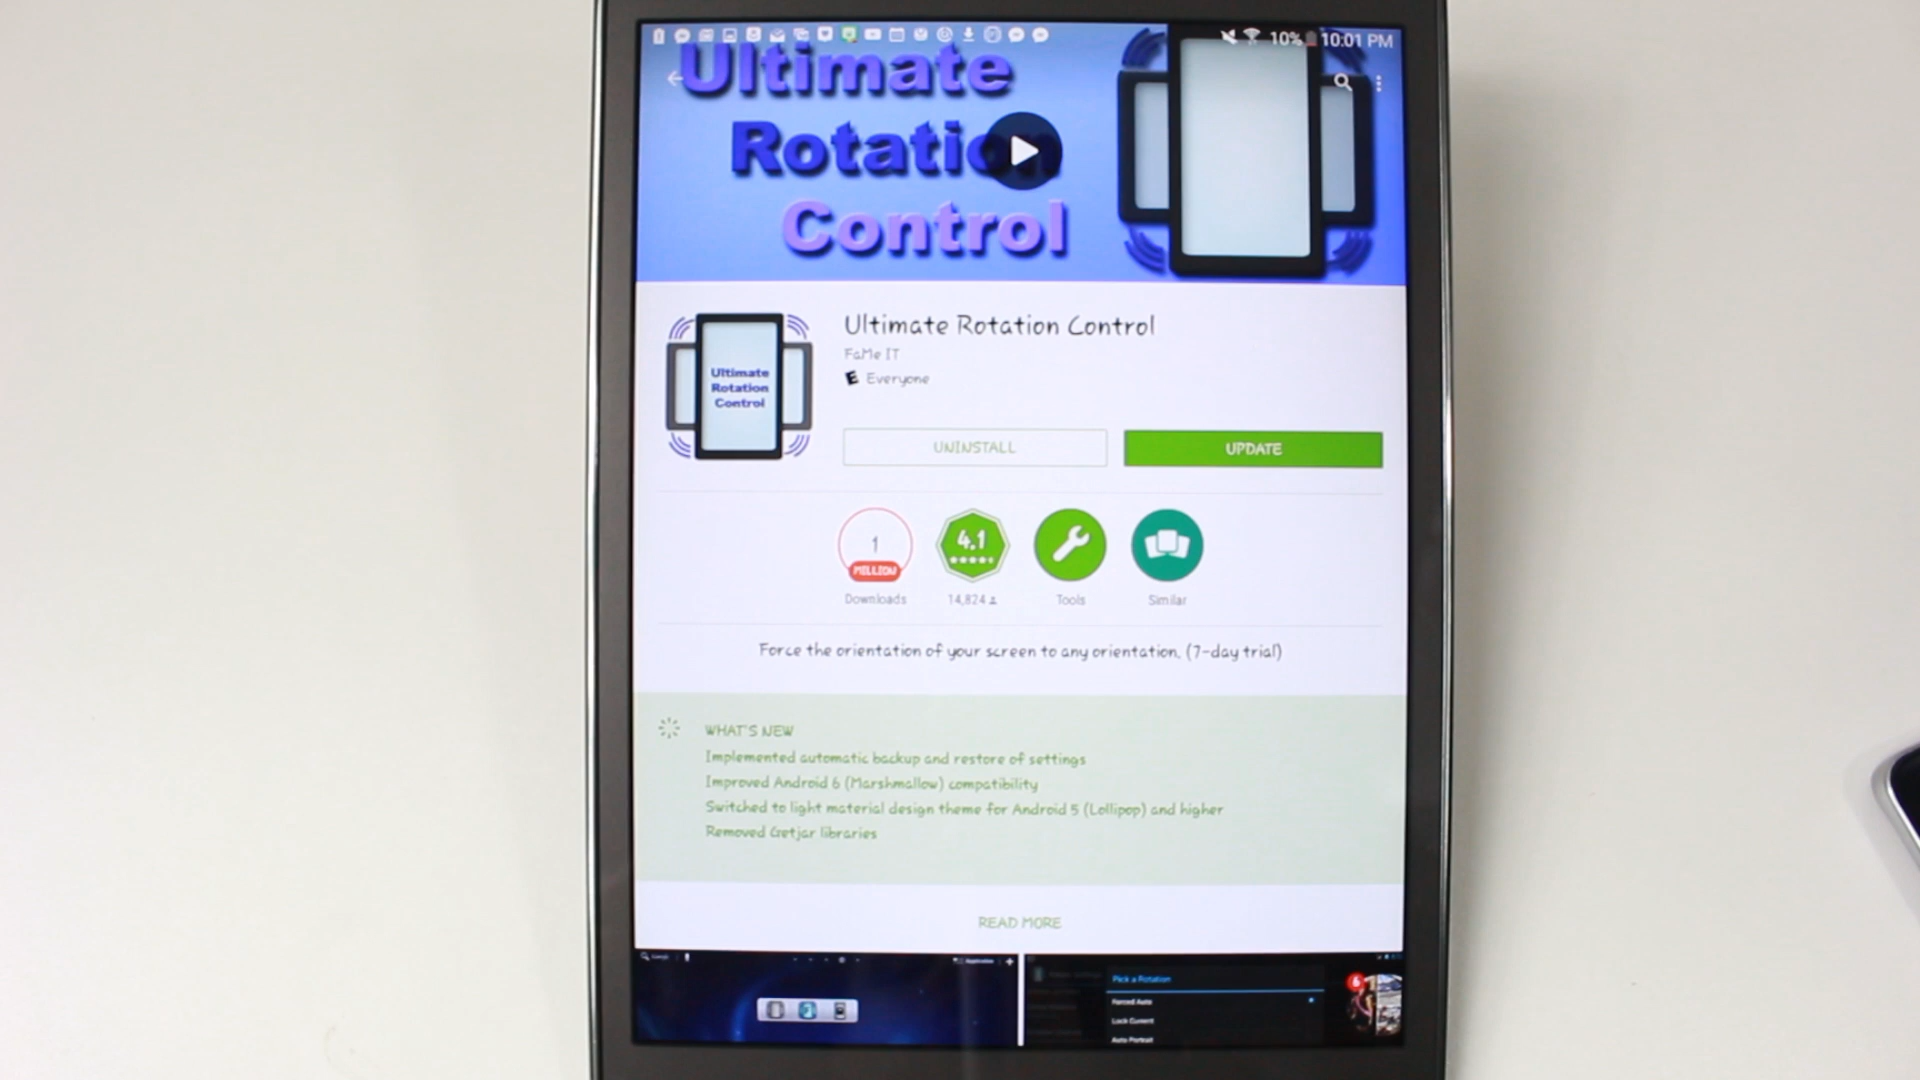 10% 10:01 PM
Ultimate
Rotation
Control
Ultimate Rotation Control
FaMe IT
E Everyone
Ultimate
Rotation
Control
UNINSTALL
UPDATE
1
MILLION
4.1
Downloads
14,824
Tools
Similar
Force the orientation of your screen to any orientation. (7-day trial)
WHAT'S NEW
Implemented automatic backup and restore of settings
Improved Android 6 (Marshmallow) compatibility
Switched to light material design theme for Android 5 (Lollipop) and higher
Removed Getjar libraries
READ MORE
Pick a Rotation
Forced Auto
Lock Current
Auto Portrait
6